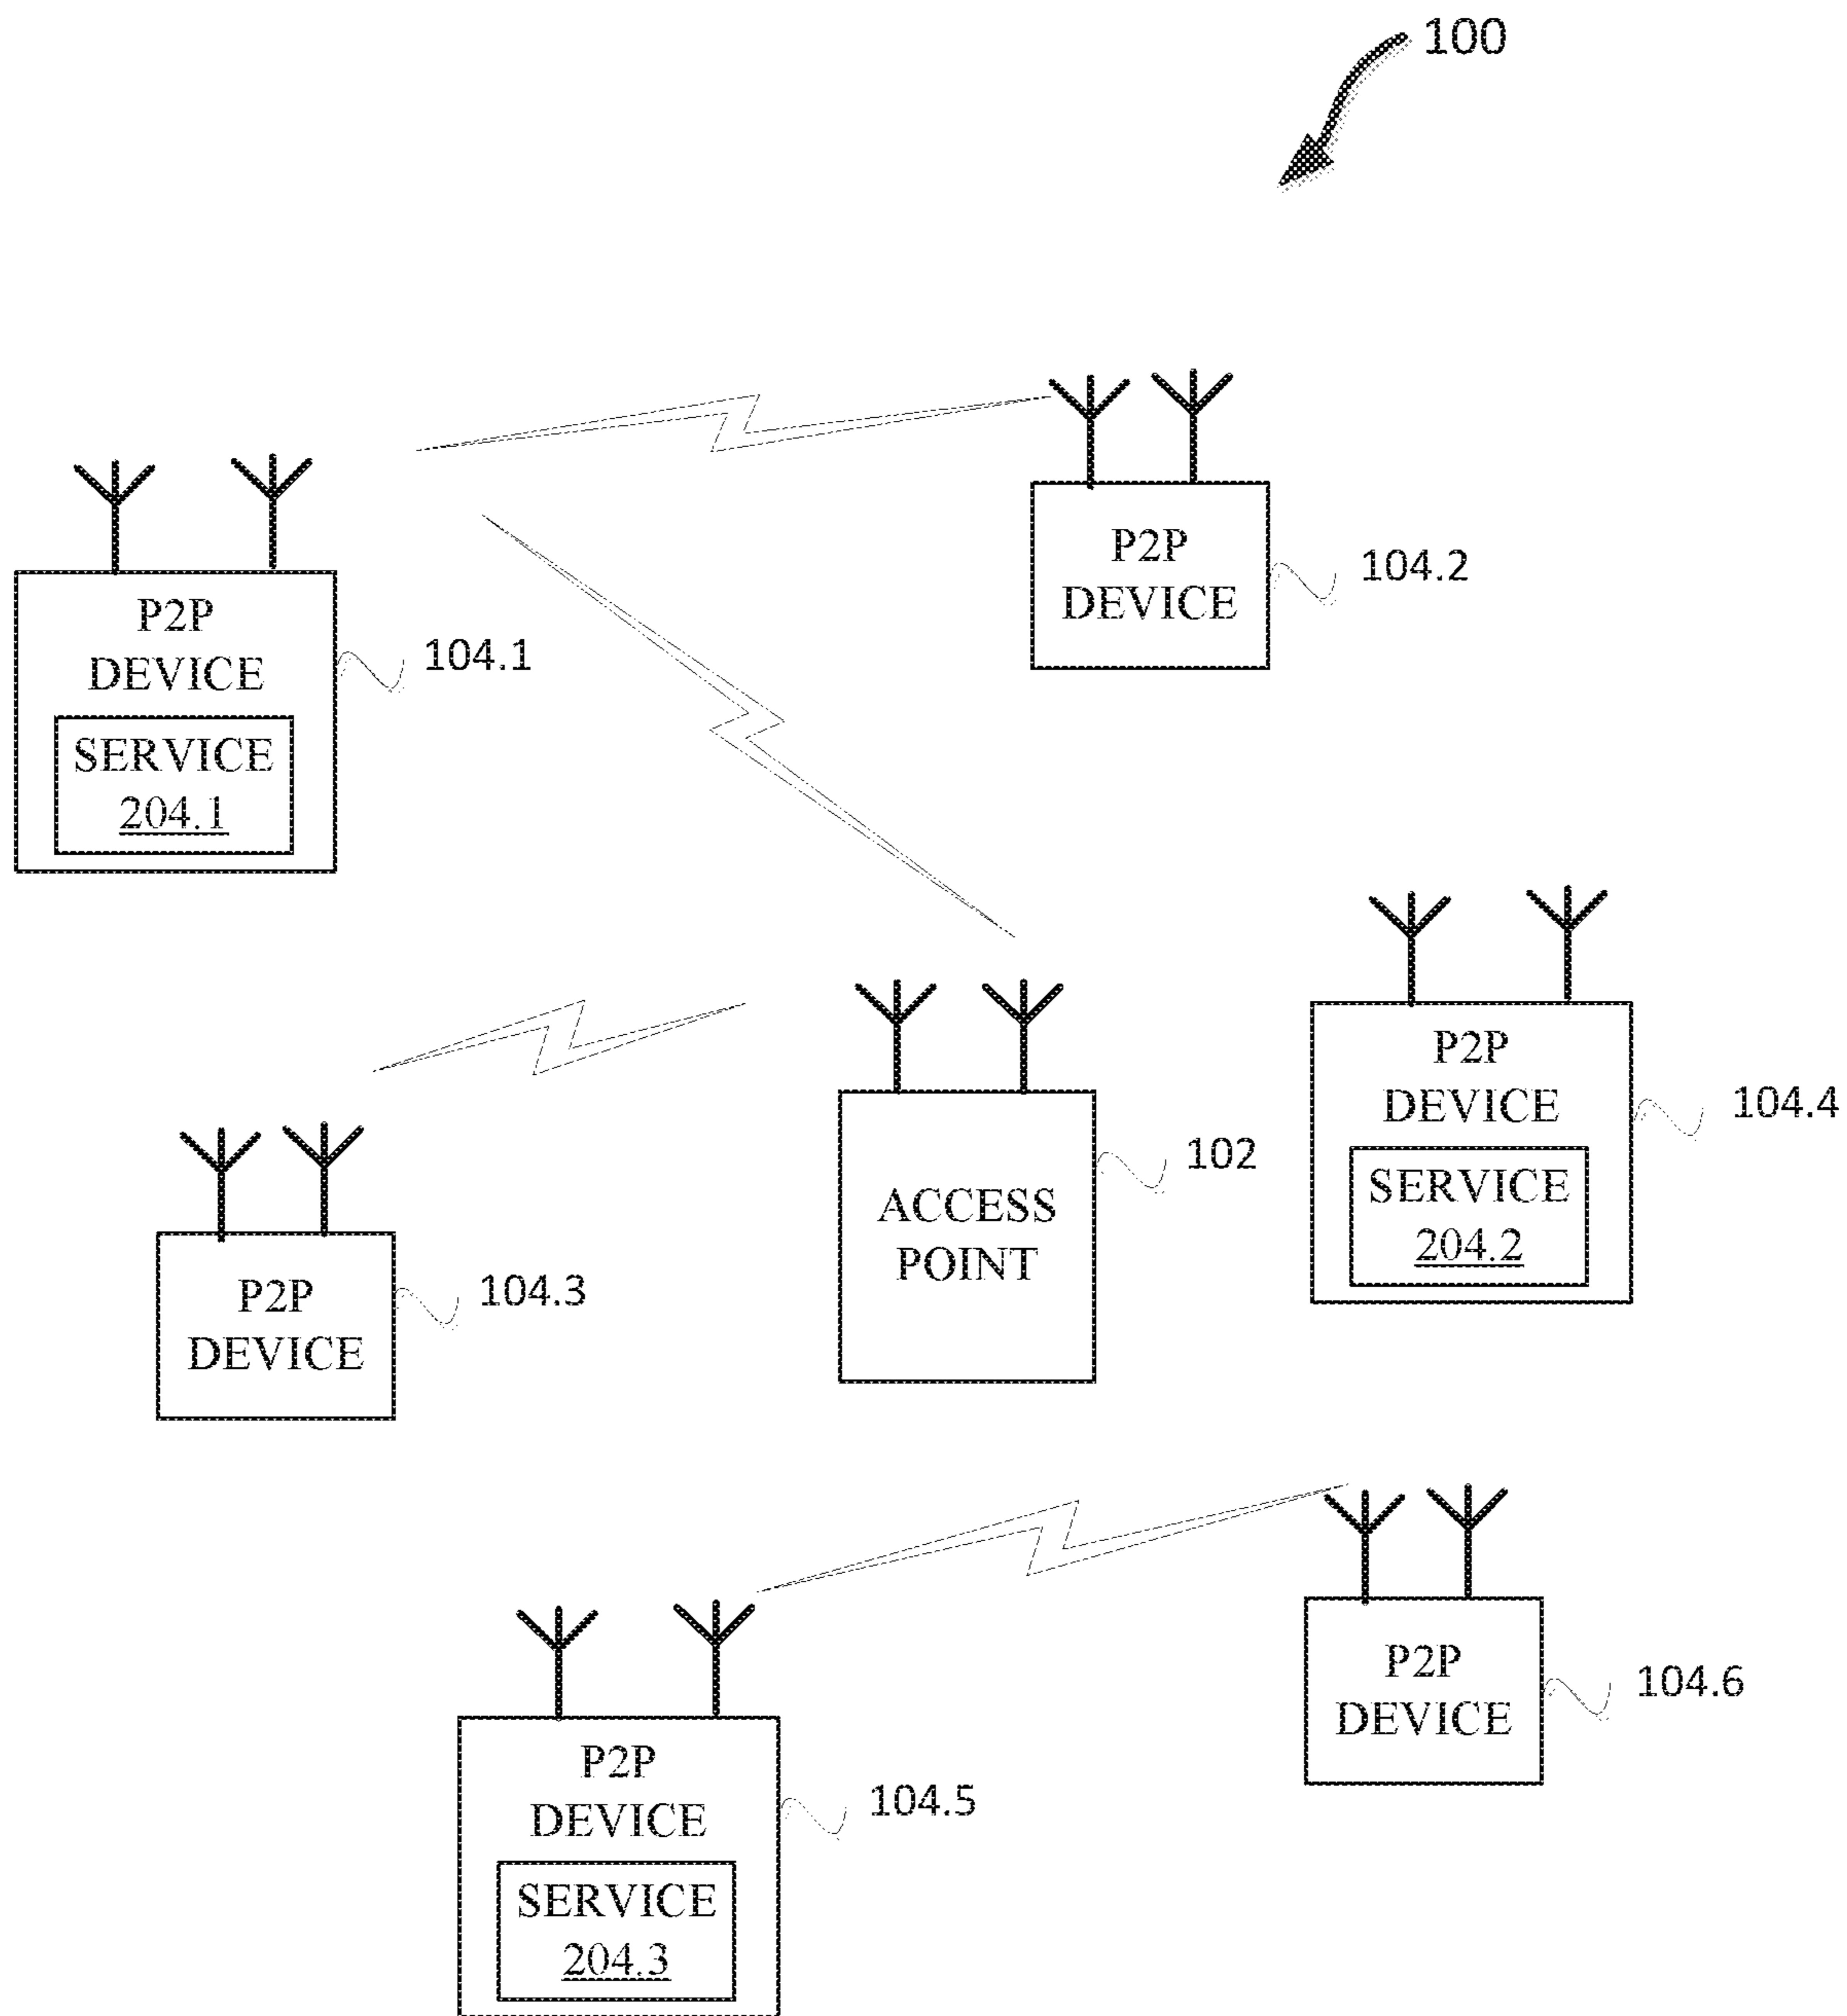 100
P2P
DEVICE
104.2
P2P
DEVICE
104.1
SERVICE
204.1
P2P
DEVICE
104.4
SERVICE
204.2
ACCESS
POINT
102
P2P
DEVICE
104.3
P2P
DEVICE
104.6
P2P
DEVICE
104.5
SERVICE
204.3